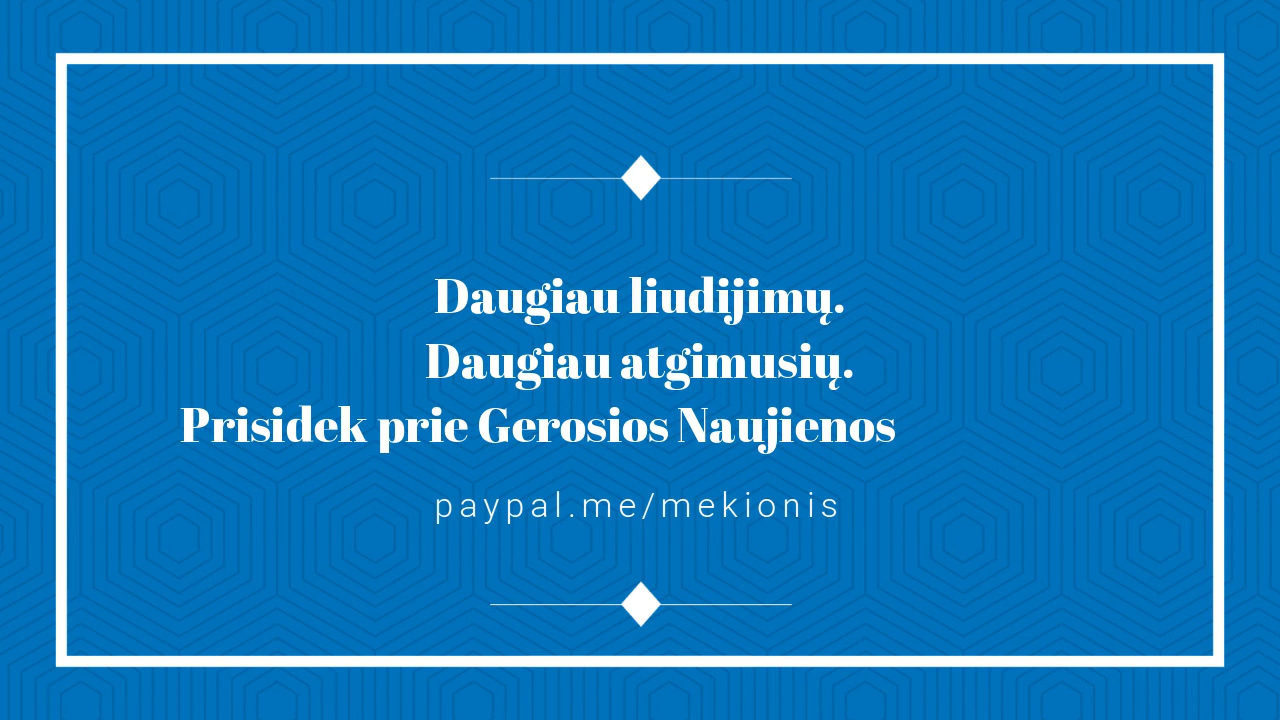 Daugiau liudijimų.
Daugiau atgimusių.
Prisidek prie Gerosios Naujienos
paypal.me/mekionis